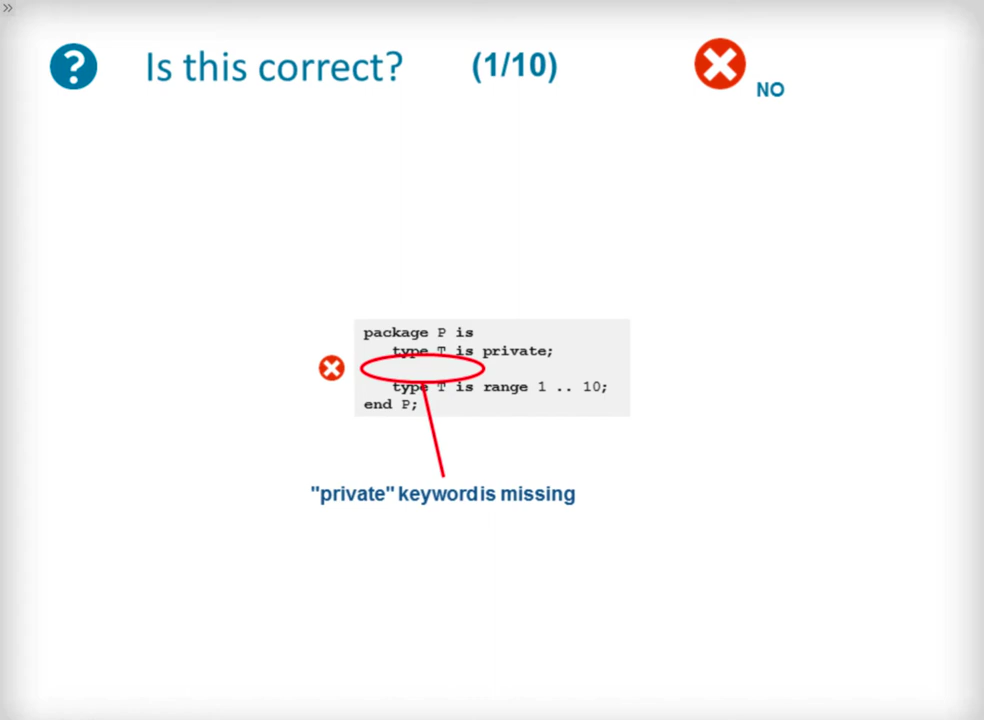 »
? Is this correct? (1/10)
NO
package P is
type T is private;
type T is range 1 .. 10;
end P;
"private" keyword is missing